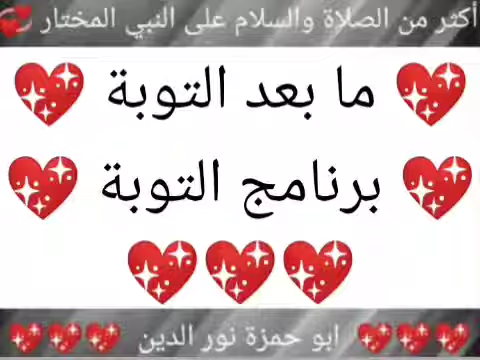 أكثر من الصلاة والسلام على النبي المختار 💞
💖 ما بعد التوبة 💖
💖 برنامج التوبة 💖
💖💖💖
💖💖💖 ابو حمزة نور الدين 💖💖💖